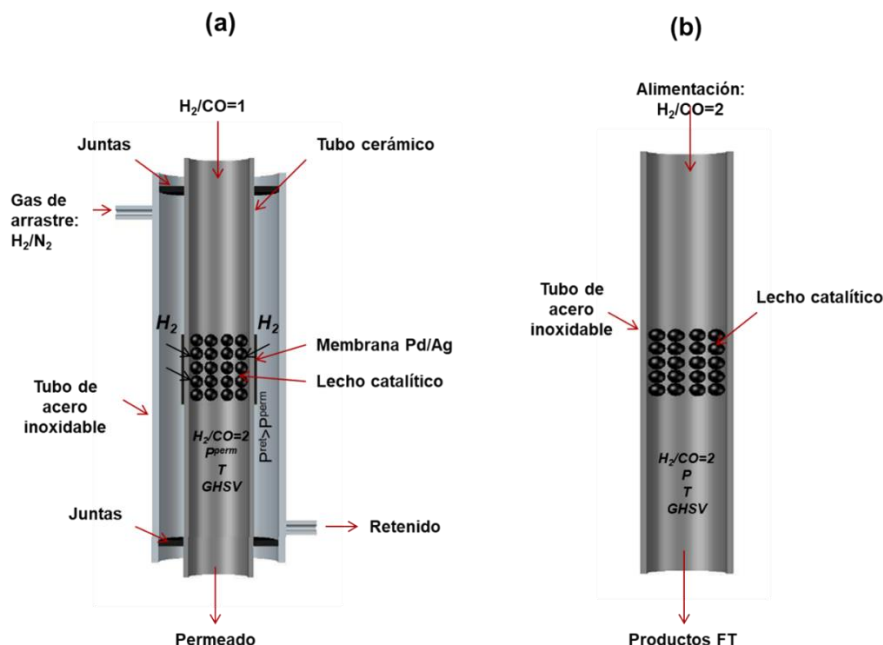 (a)
H₂/CO=1
Juntas
Tubo cerámico
Gas de
arrastre:
H₂/N₂
H₂
H₂
Membrana Pd/Ag
Lecho catalítico
Tubo de
acero
inoxidable
Pʳᵉᵗ>Pᵖᵉʳᵐ
H₂/CO=2
Pᵖᵉʳᵐ
T
GHSV
Juntas
Retenido
Permeado
(b)
Alimentación:
H₂/CO=2
Tubo de
acero
inoxidable
Lecho catalítico
H₂/CO=2
P
T
GHSV
Productos FT